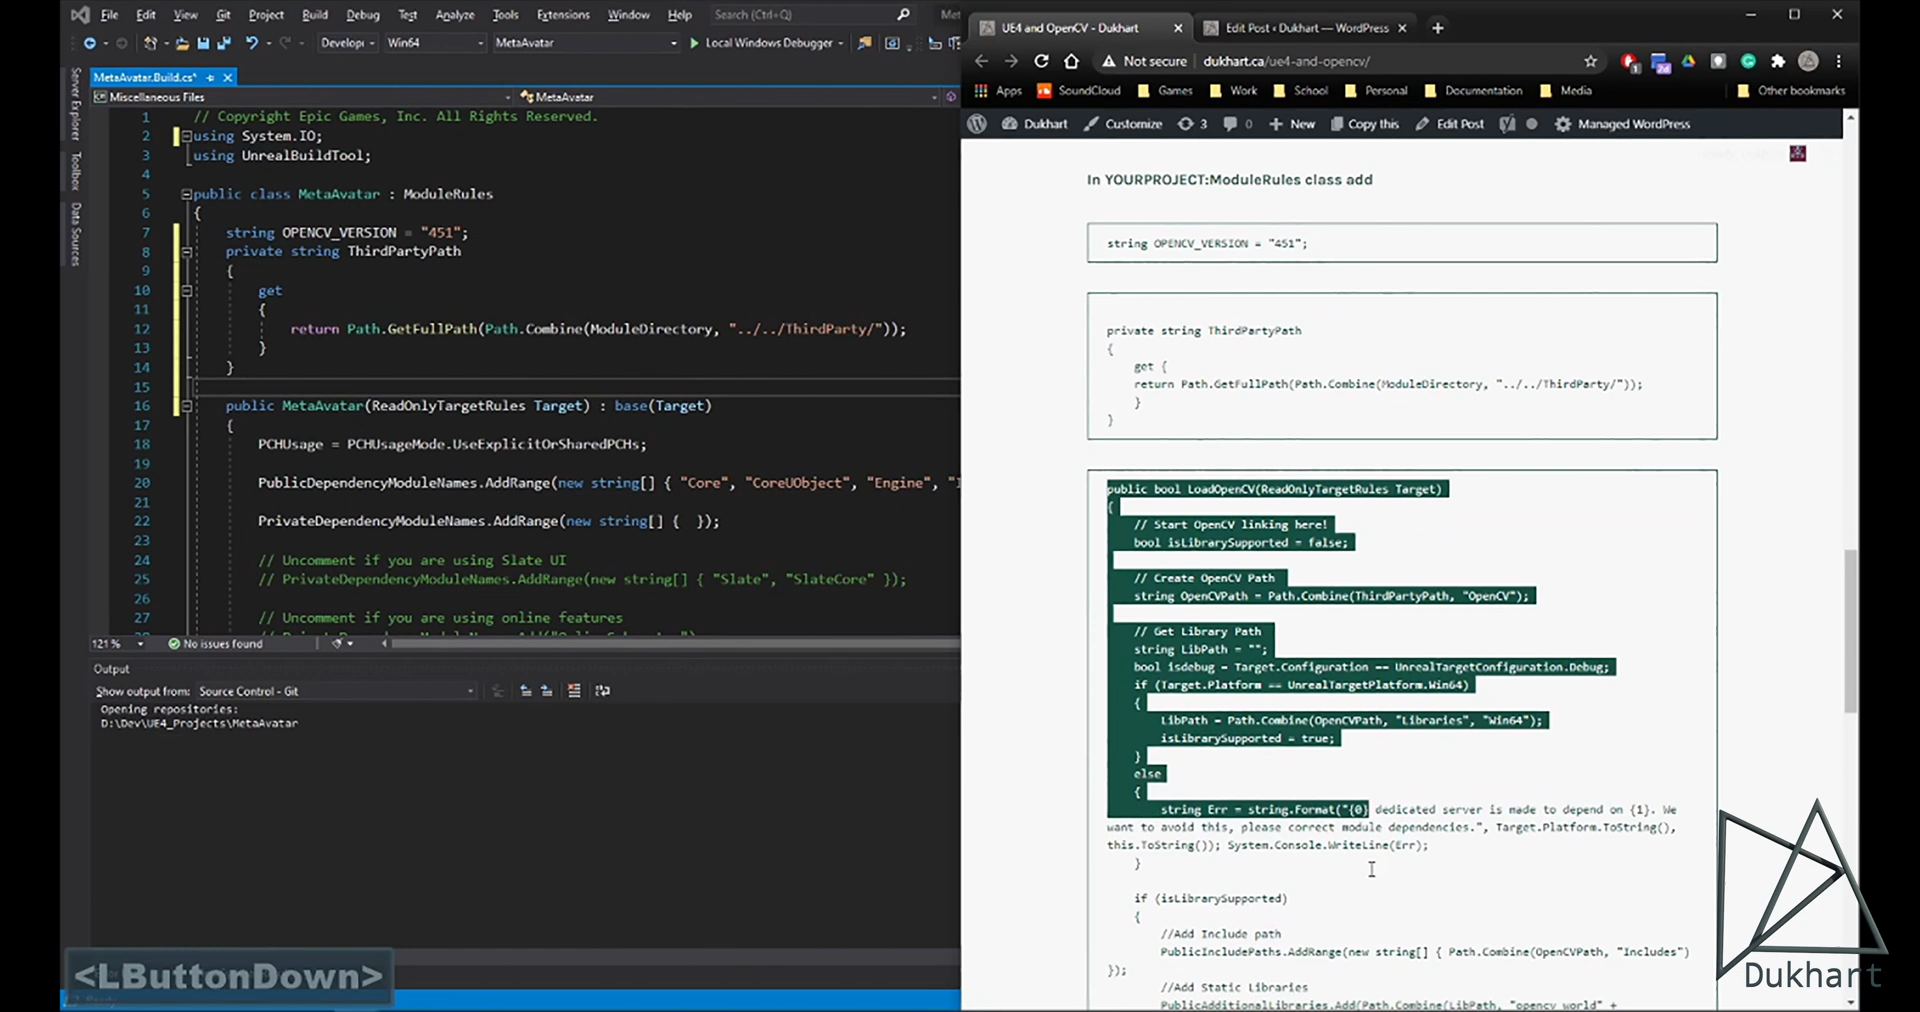 File Edit View Git Project Build Debug Test Analyze Tools Extensions Window Help Search (Ctrl+Q)
Develop Win64 MetaAvatar Local Windows Debugger
Server Explorer
Toolbox
Data Sources
MetaAvatar.Build.cs*
Miscellaneous Files MetaAvatar
1 // Copyright Epic Games, Inc. All Rights Reserved.
2 using System.IO;
3 using UnrealBuildTool;
4
5 public class MetaAvatar : ModuleRules
6 {
7 string OPENCV_VERSION = "451";
8 private string ThirdPartyPath
9 {
10 get
11 {
12 return Path.GetFullPath(Path.Combine(ModuleDirectory, "../../ThirdParty/"));
13 }
14 }
15
16 public MetaAvatar(ReadOnlyTargetRules Target) : base(Target)
17 {
18 PCHUsage = PCHUsageMode.UseExplicitOrSharedPCHs;
19
20 PublicDependencyModuleNames.AddRange(new string[] { "Core", "CoreUObject", "Engine", "I
21
22 PrivateDependencyModuleNames.AddRange(new string[] { });
23
24 // Uncomment if you are using Slate UI
25 // PrivateDependencyModuleNames.AddRange(new string[] { "Slate", "SlateCore" });
26
27 // Uncomment if you are using online features
121 % No issues found
Output
Show output from: Source Control - Git
Opening repositories:
D:\Dev\UE4_Projects\MetaAvatar
<LButtonDown>
UE4 and OpenCV - Dukhart Edit Post ‹ Dukhart — WordPress
Not secure dukhart.ca/ue4-and-opencv/
Apps SoundCloud Games Work School Personal Documentation Media Other bookmarks
Dukhart Customize 3 0 New Copy this Edit Post Managed WordPress
In YOURPROJECT:ModuleRules class add
string OPENCV_VERSION = "451";
private string ThirdPartyPath
{
get {
return Path.GetFullPath(Path.Combine(ModuleDirectory, "../../ThirdParty/"));
}
}
public bool LoadOpenCV(ReadOnlyTargetRules Target)
{
// Start OpenCV linking here!
bool isLibrarySupported = false;
// Create OpenCV Path
string OpenCVPath = Path.Combine(ThirdPartyPath, "OpenCV");
// Get Library Path
string LibPath = "";
bool isdebug = Target.Configuration == UnrealTargetConfiguration.Debug;
if (Target.Platform == UnrealTargetPlatform.Win64)
{
LibPath = Path.Combine(OpenCVPath, "Libraries", "Win64");
isLibrarySupported = true;
}
else
{
string Err = string.Format("{0} dedicated server is made to depend on {1}. We
want to avoid this, please correct module dependencies.", Target.Platform.ToString(),
this.ToString()); System.Console.WriteLine(Err);
}
if (isLibrarySupported)
{
//Add Include path
PublicIncludePaths.AddRange(new string[] { Path.Combine(OpenCVPath, "Includes")
});
//Add Static Libraries
PublicAdditionalLibraries.Add(Path.Combine(LibPath, "opencv_world" +
Dukhart